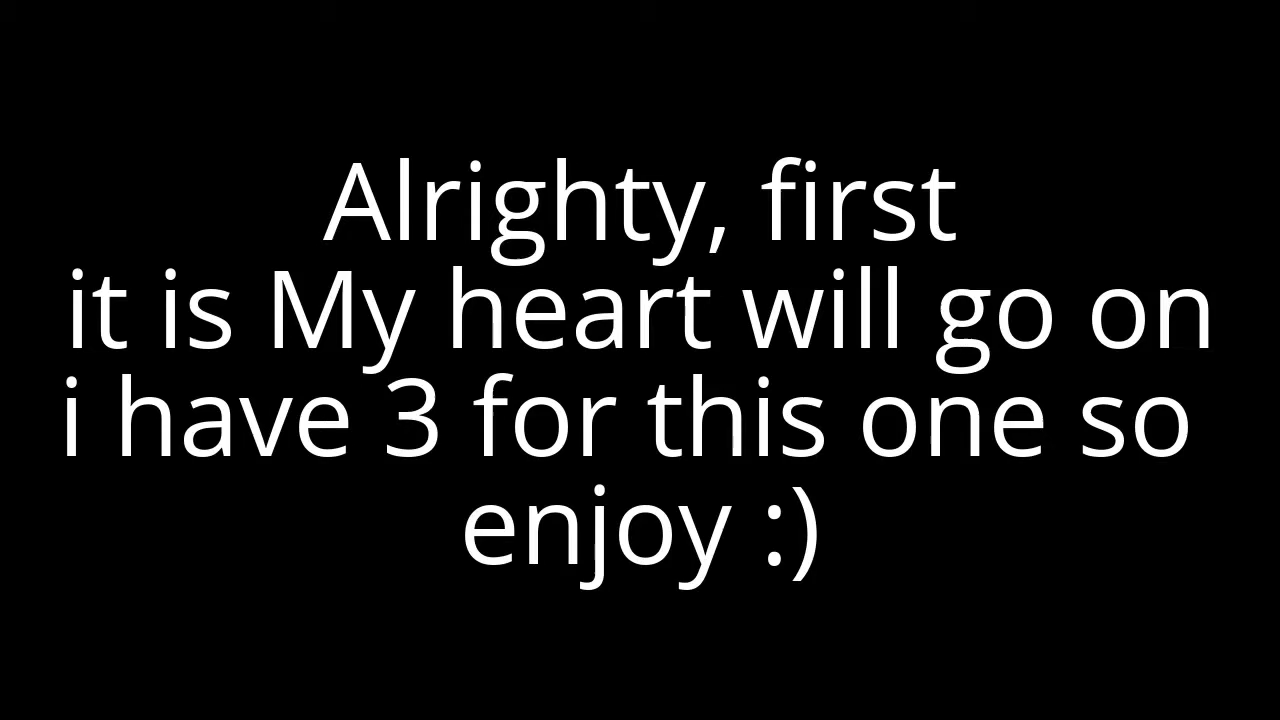 Alrighty, first
it is My heart will go on
i have 3 for this one so
enjoy :)